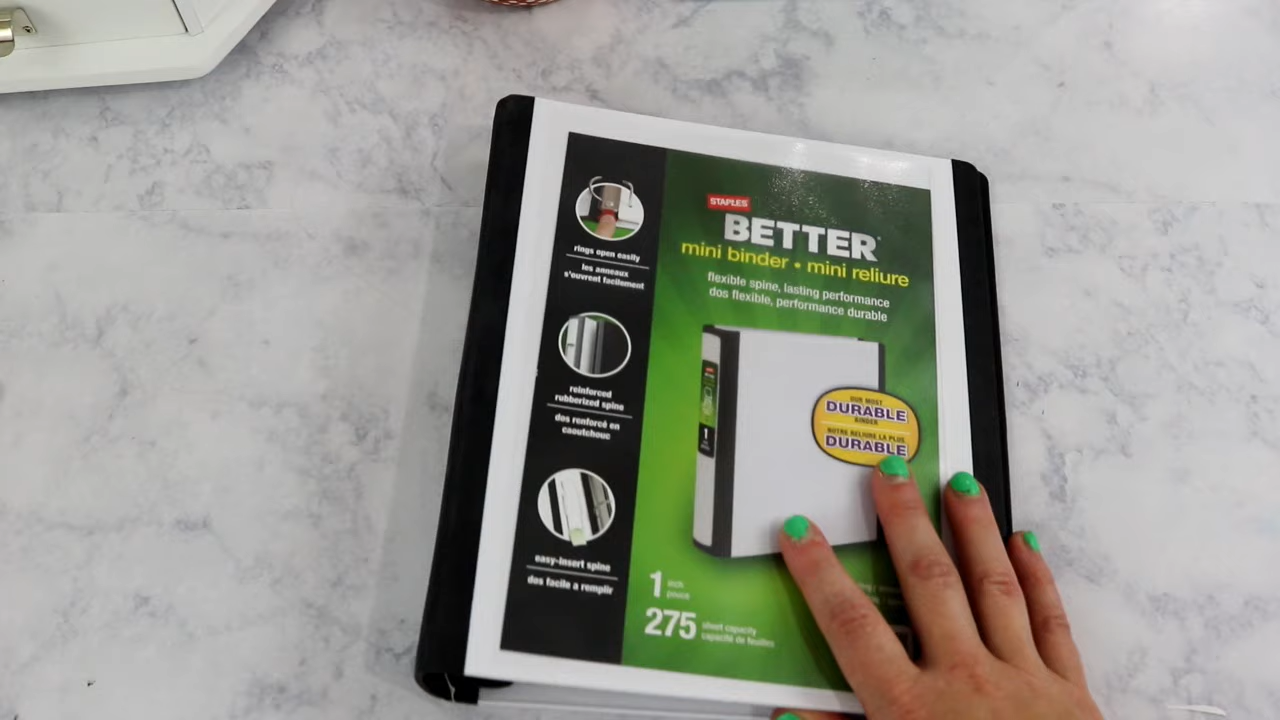 STAPLES
BETTER
mini binder • mini reliure
flexible spine, lasting performance
dos flexible, performance durable
rings open easily
les anneaux
s'ouvrent facilement
reinforced
rubberized spine
dos renforcé en
caoutchouc
easy-insert spine
dos facile a remplir
1
OUR MOST
DURABLE
BINDER
NOTRE RELIURE LA PLUS
DURABLE
1 inch
pouce
275 sheet capacity
capacité de feuilles